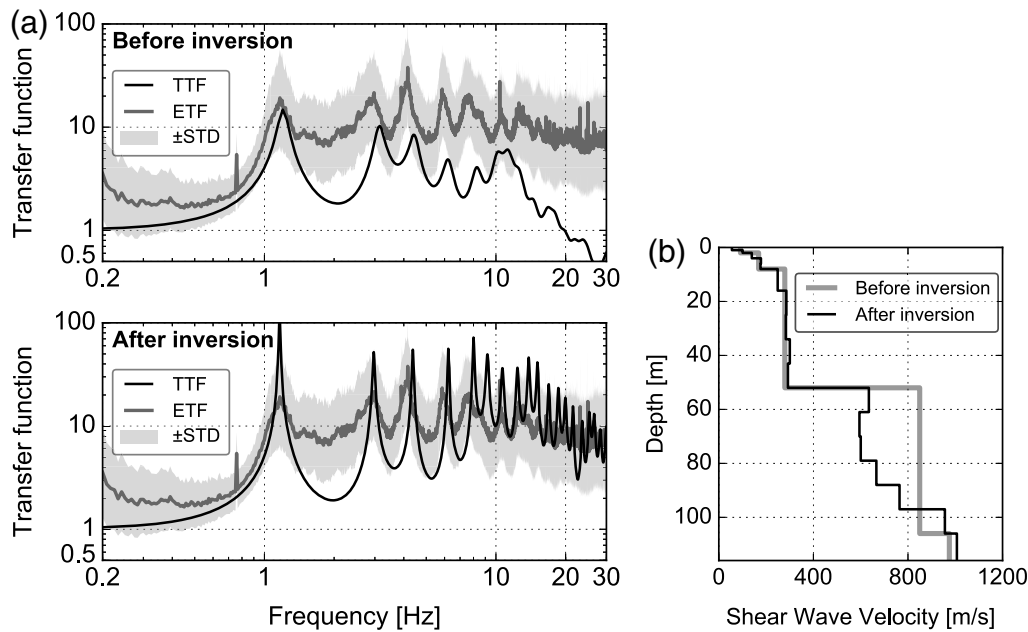 (a)
100
10
1
0.5
Transfer function
Before inversion
TTF
ETF
±STD
0.2
1
10
20
30
100
10
1
0.5
Transfer function
After inversion
TTF
ETF
±STD
0.2
1
10
20
30
Frequency [Hz]
(b)
0
20
40
60
80
100
Depth [m]
Before inversion
After inversion
0
400
800
1200
Shear Wave Velocity [m/s]